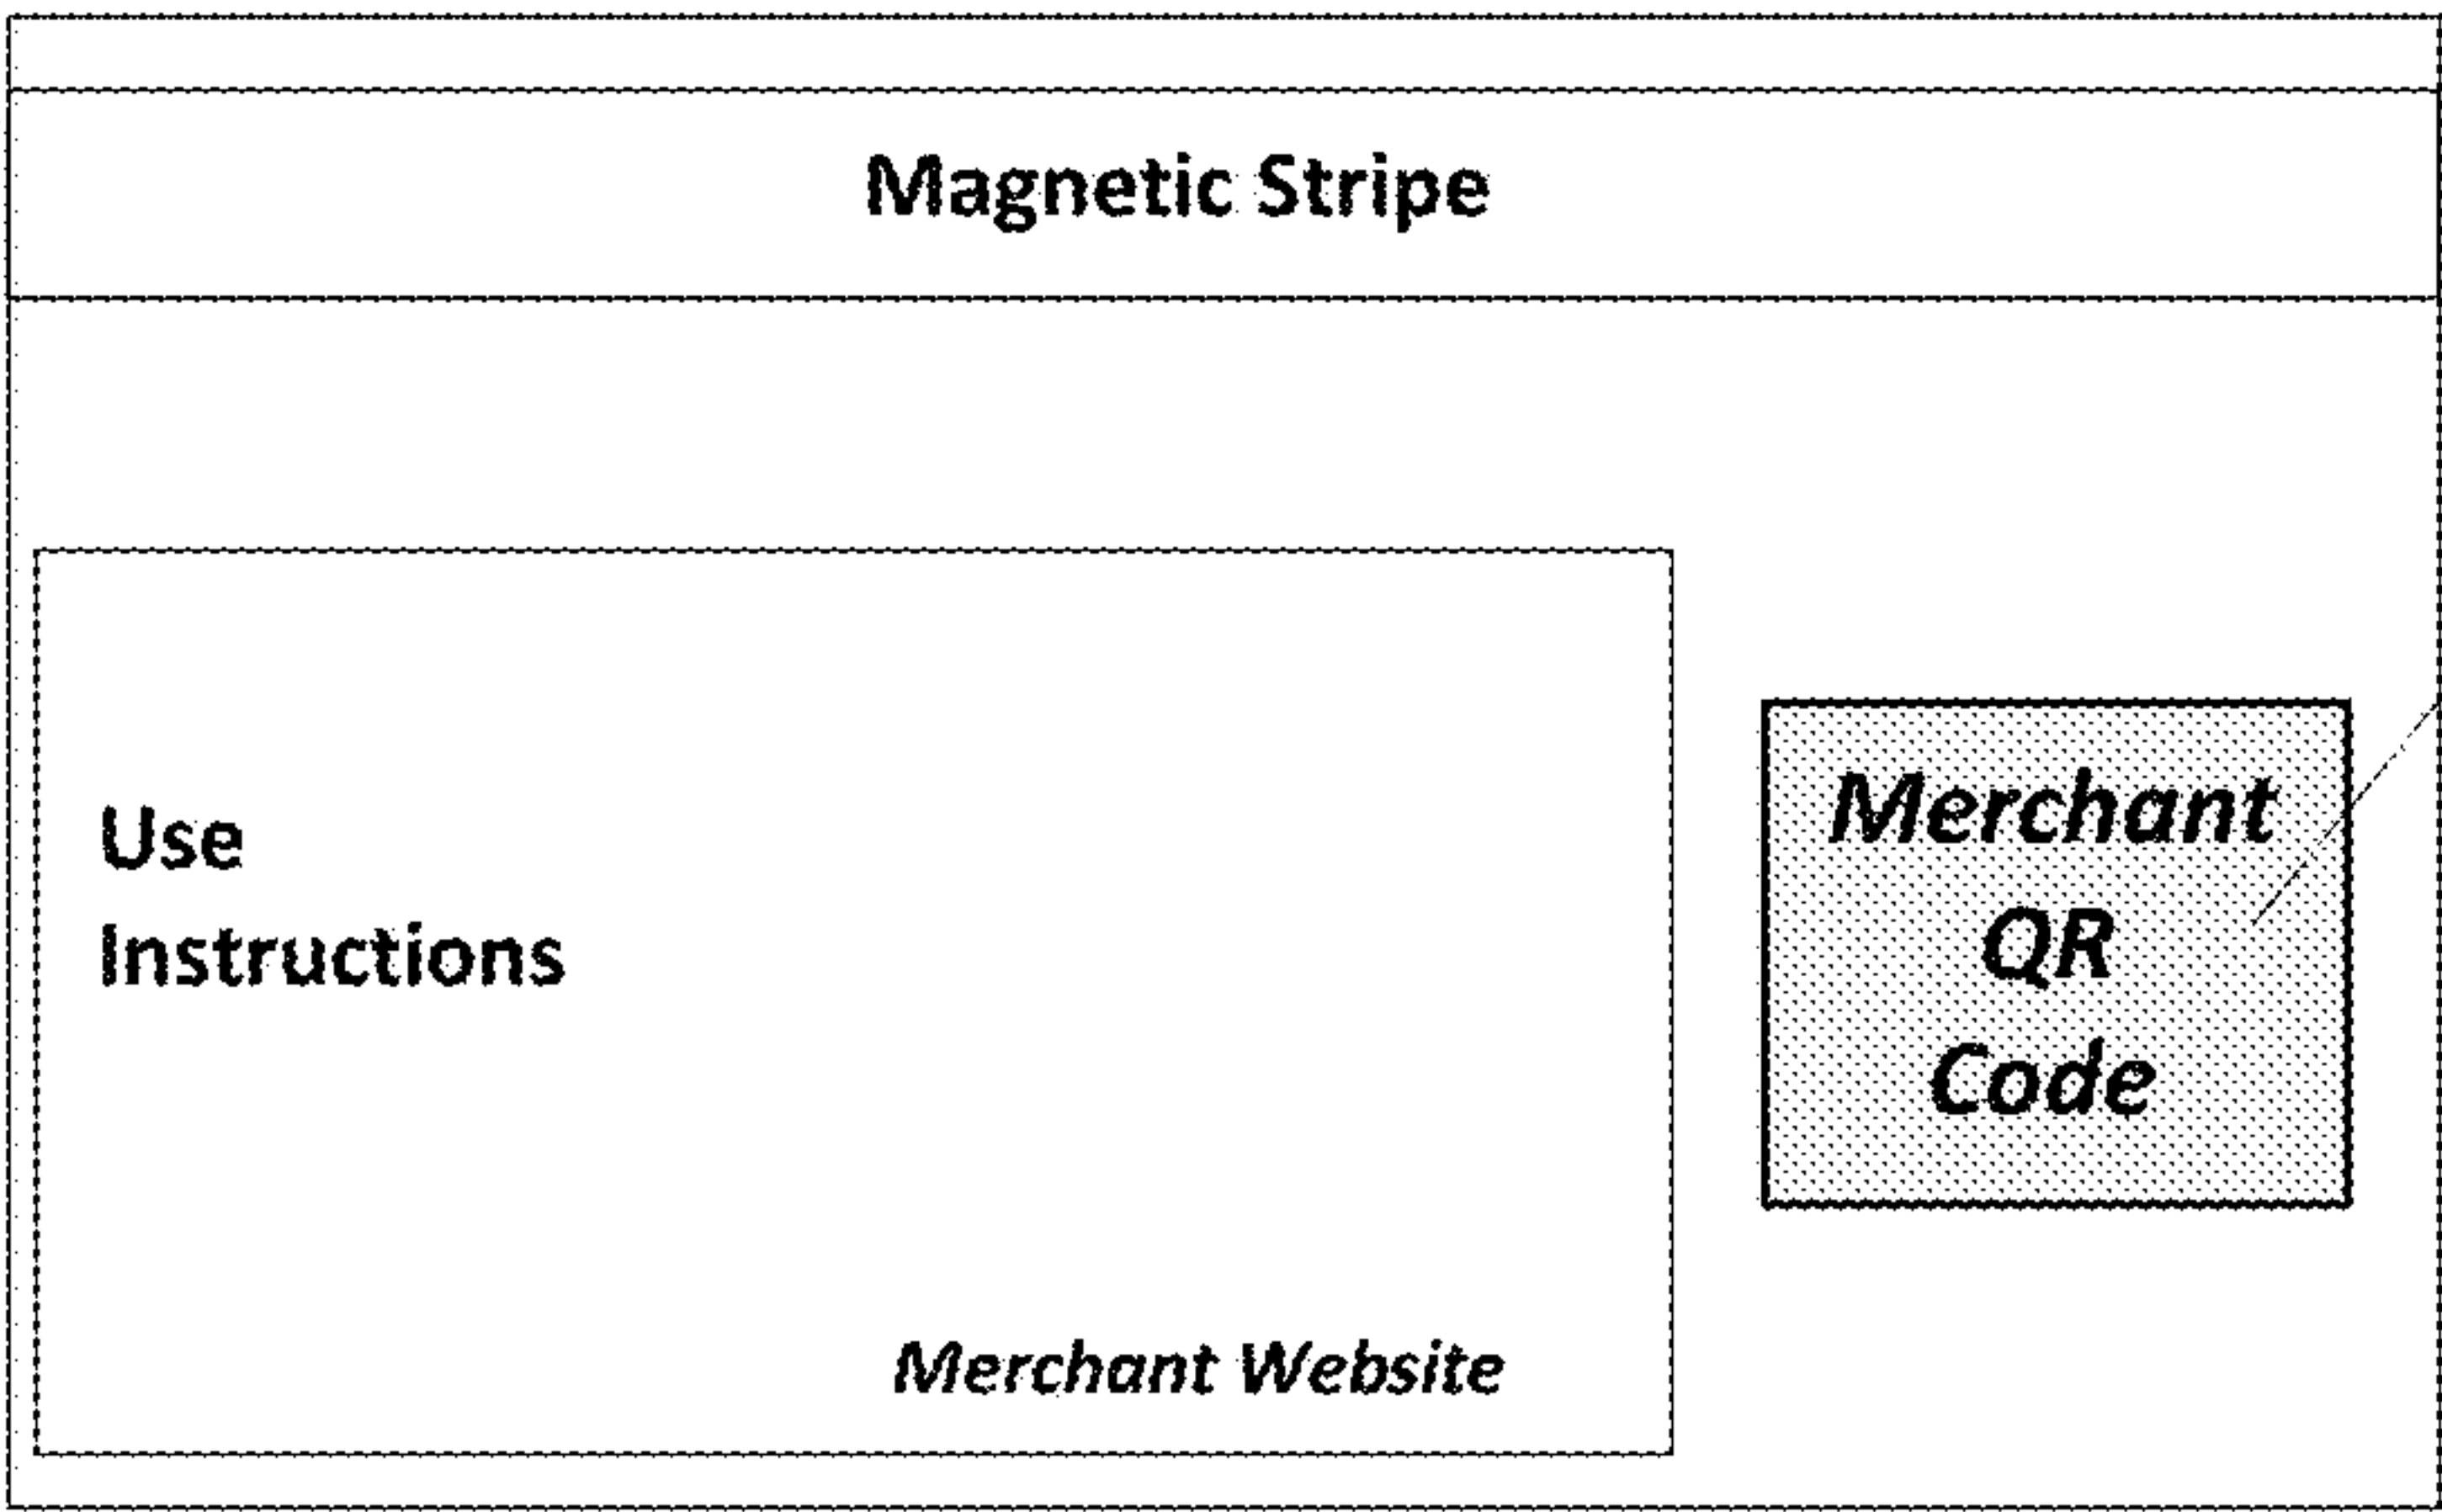 Magnetic Stripe
Use
Instructions
Merchant Website
Merchant
QR
Code